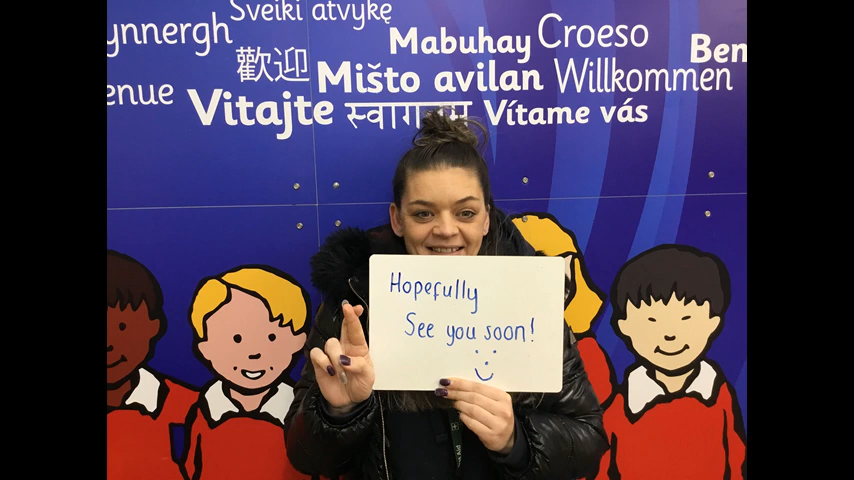 Sveiki atvykę
ynnergh
Mabuhay
Croeso
Ben
歡迎
Mišto avilan
Willkommen
enue
Vitajte
स्वागतम
Vítame vás
Hopefully
See you soon!